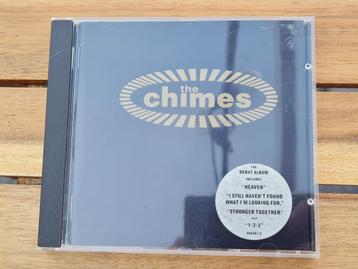 the
chimes
THE
DEBUT ALBUM
INCLUDES
"HEAVEN"
"I STILL HAVEN'T FOUND
WHAT I'M LOOKING FOR,"
"STRONGER TOGETHER"
AND
"1-2-3"